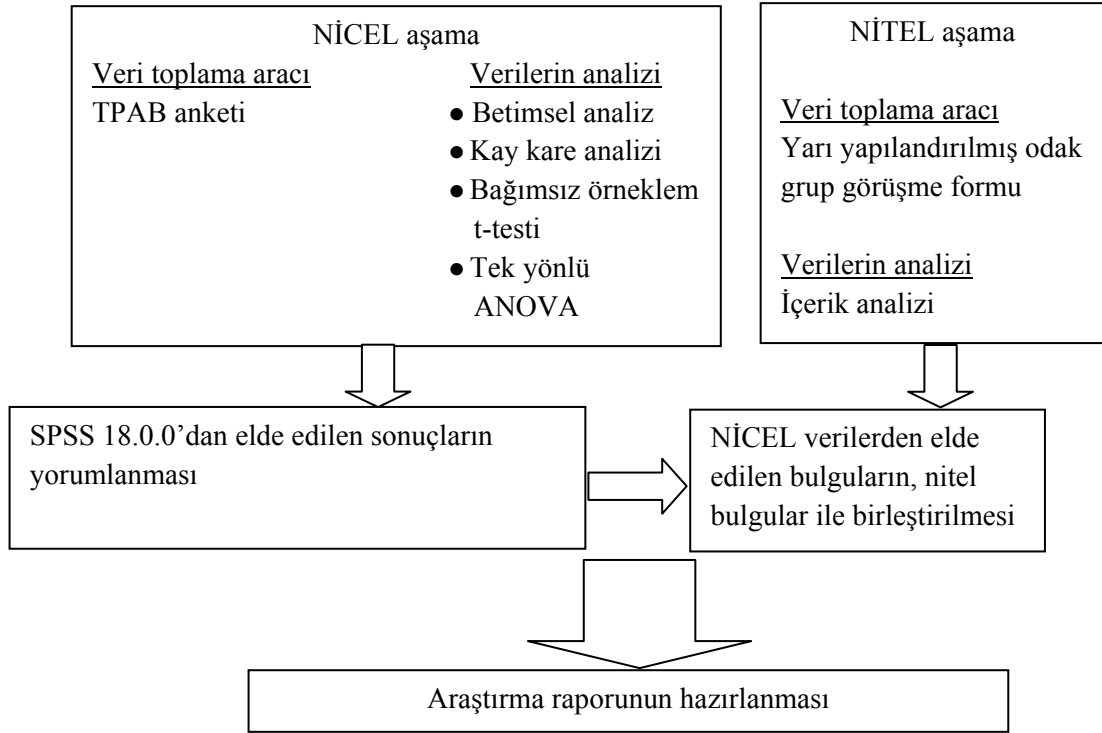 NİCEL aşama
Veri toplama aracı
TPAB anketi
Verilerin analizi
● Betimsel analiz
● Kay kare analizi
● Bağımsız örneklem
t-testi
● Tek yönlü
ANOVA
NİTEL aşama
Veri toplama aracı
Yarı yapılandırılmış odak
grup görüşme formu
Verilerin analizi
İçerik analizi
SPSS 18.0.0’dan elde edilen sonuçların
yorumlanması
NİCEL verilerden elde
edilen bulguların, nitel
bulgular ile birleştirilmesi
Araştırma raporunun hazırlanması